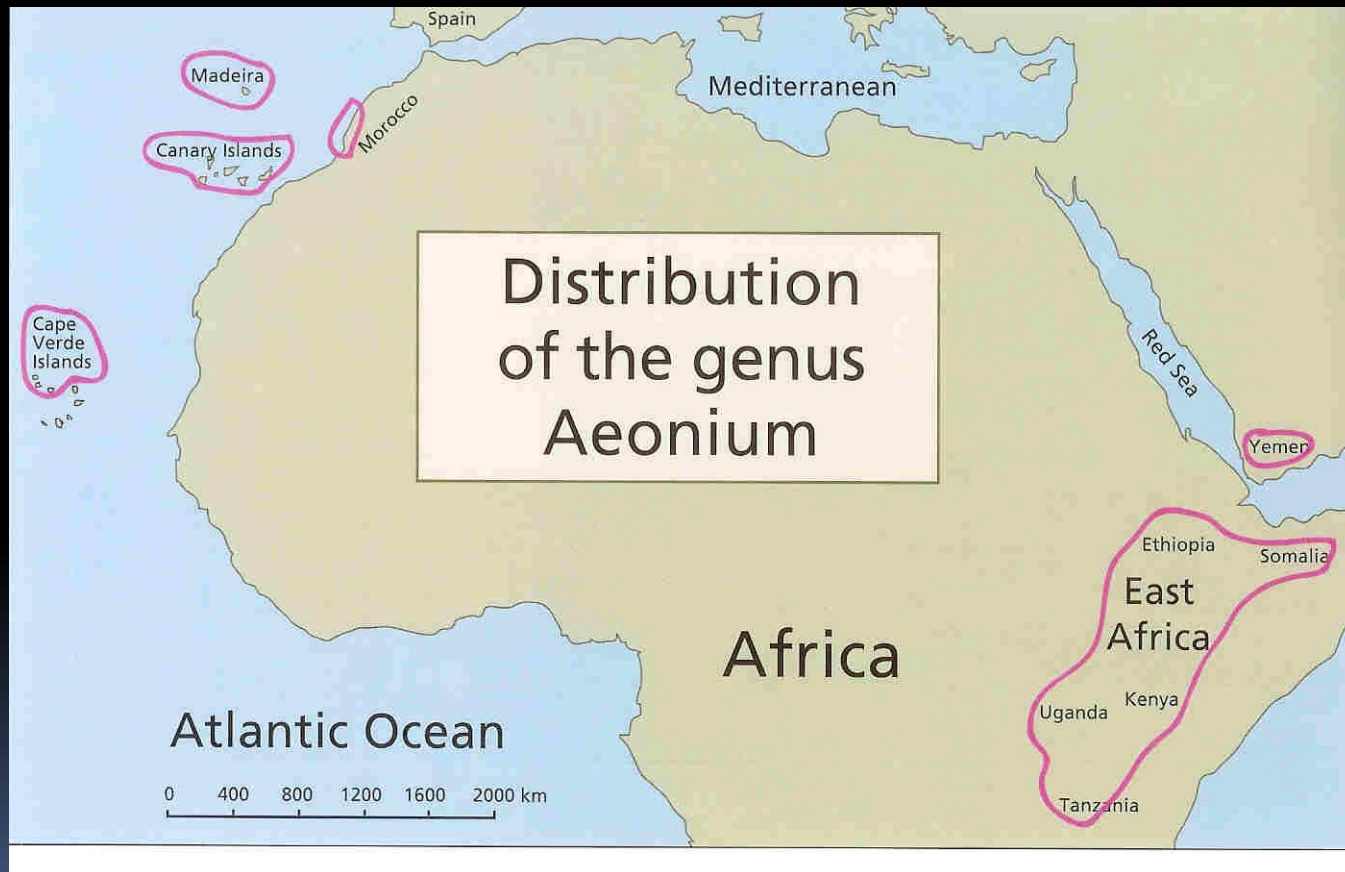 Spain
Madeira
Mediterranean
Morocco
Canary Islands
Distribution
of the genus
Aeonium
Cape
Verde
Islands
Red Sea
Yemen
Ethiopia
Somalia
East
Africa
Africa
Uganda
Kenya
Atlantic Ocean
0 400 800 1200 1600 2000 km
Tanzania